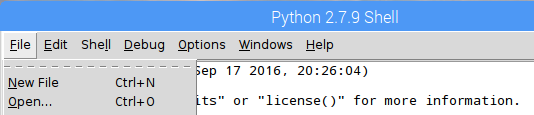 Python 2.7.9 Shell
File Edit Shell Debug Options Windows Help
Sep 17 2016, 20:26:04)
New File Ctrl+N
its" or "license()" for more information.
Open... Ctrl+O